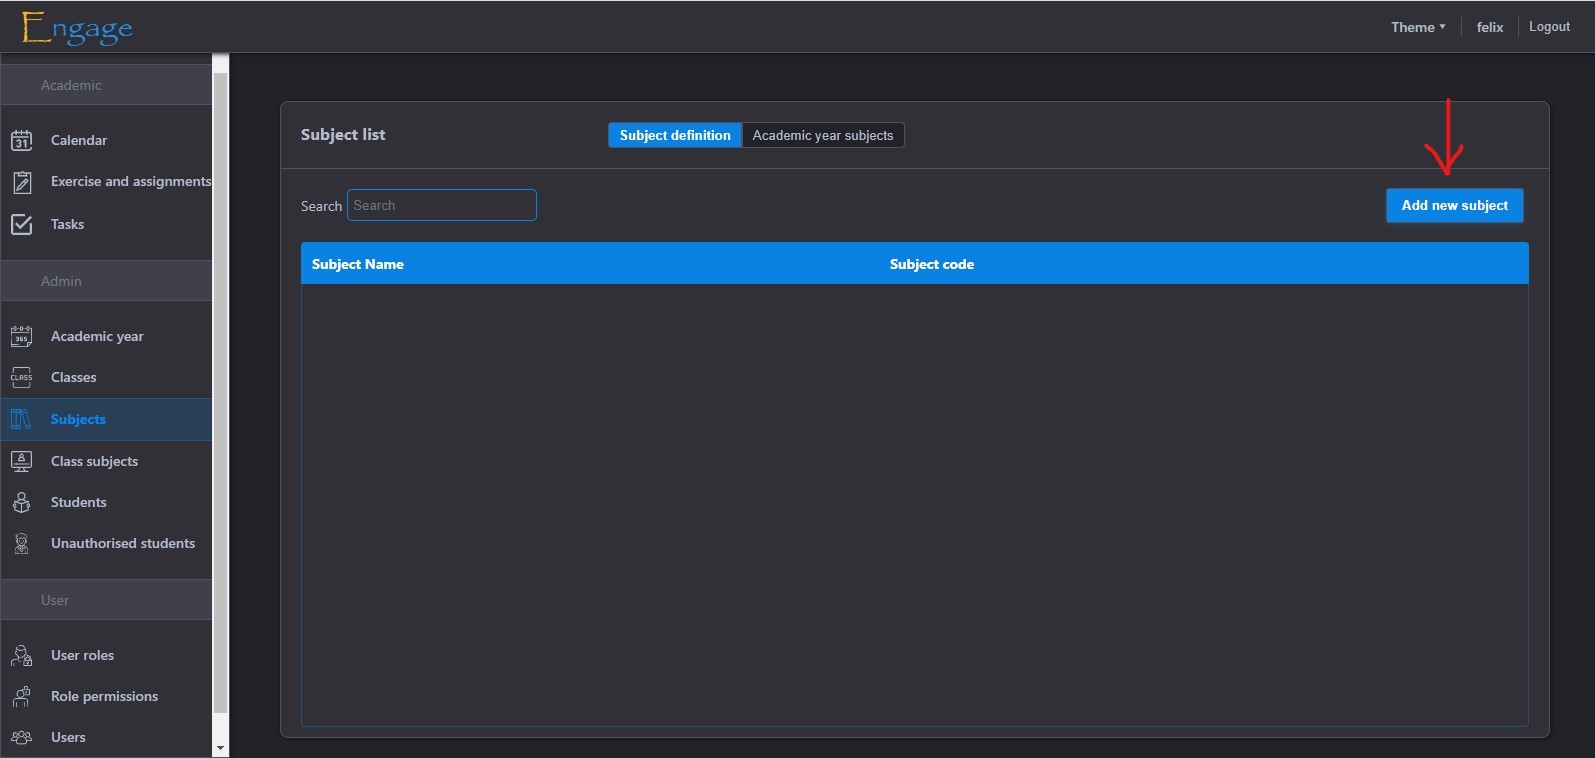 Engage
Theme ▾
felix
Logout
Academic
31
Calendar
Exercise and assignments
Tasks
Admin
365
Academic year
CLASS
Classes
Subjects
Class subjects
Students
Unauthorised students
User
User roles
Role permissions
Users
Subject list
Subject definition
Academic year subjects
Search
Search
Add new subject
Subject Name
Subject code